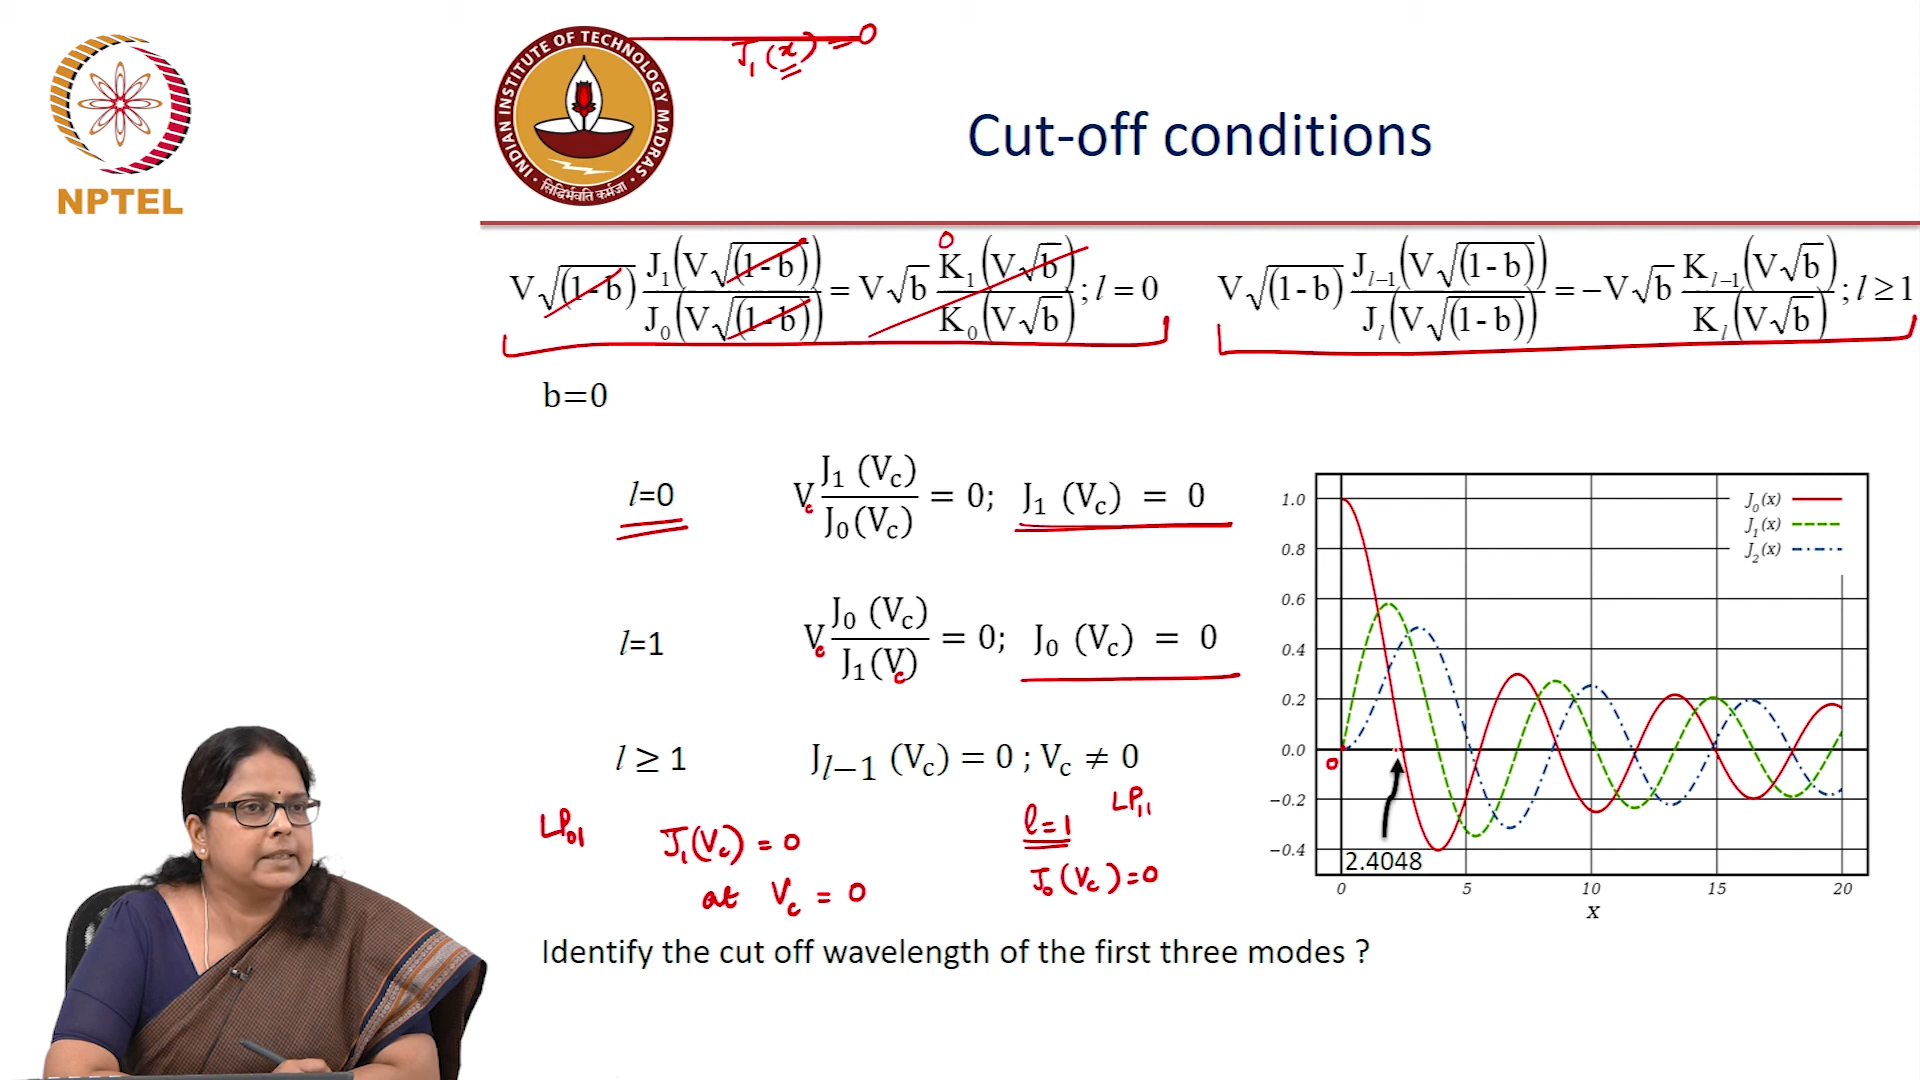 J₁(x) = 0
NPTEL
INDIAN INSTITUTE OF TECHNOLOGY MADRAS
सिद्धिर्भवति कर्मजा
Cut-off conditions
V√(1-b) J₁(V√(1-b)) / J₀(V√(1-b)) = V√b K₁(V√b) / K₀(V√b) ; l = 0
0
V√(1-b) J_{l-1}(V√(1-b)) / J_l(V√(1-b)) = -V√b K_{l-1}(V√b) / K_l(V√b) ; l ≥ 1
b=0
l=0 V_c J₁(V_c) / J₀(V_c) = 0; J₁(V_c) = 0
l=1 V_c J₀(V_c) / J₁(V_c) = 0; J₀(V_c) = 0
l ≥ 1 J_{l-1}(V_c) = 0 ; V_c ≠ 0
LP₀₁ J₁(V_c) = 0
at V_c = 0
l=1 LP₁₁
J₀(V_c)=0
J₀(x)
J₁(x)
J₂(x)
1.0
0.8
0.6
0.4
0.2
0.0
0
−0.2
−0.4
2.4048
0 5 10 15 20
x
Identify the cut off wavelength of the first three modes ?